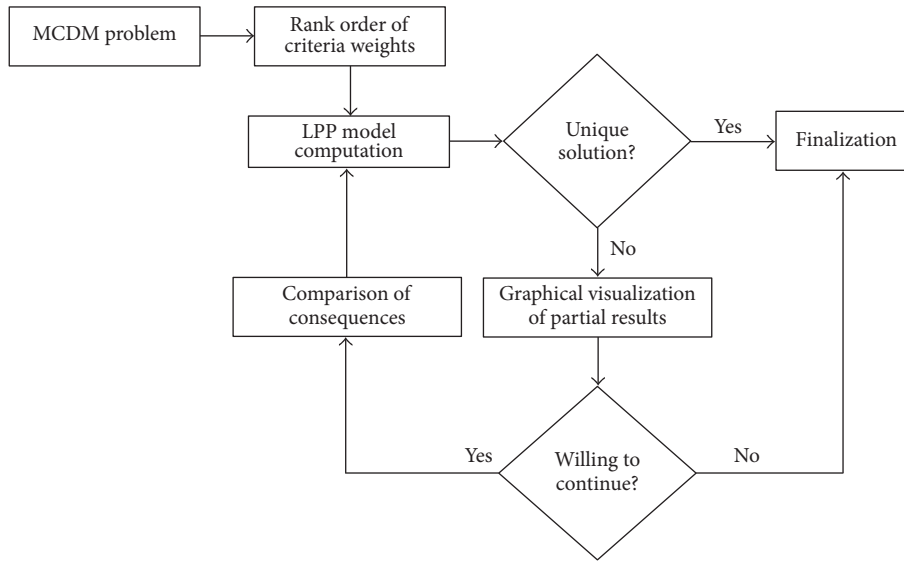 MCDM problem
Rank order of
criteria weights
LPP model
computation
Unique
solution?
Yes
Finalization
No
Comparison of
consequences
Graphical visualization
of partial results
Yes
Willing to
continue?
No